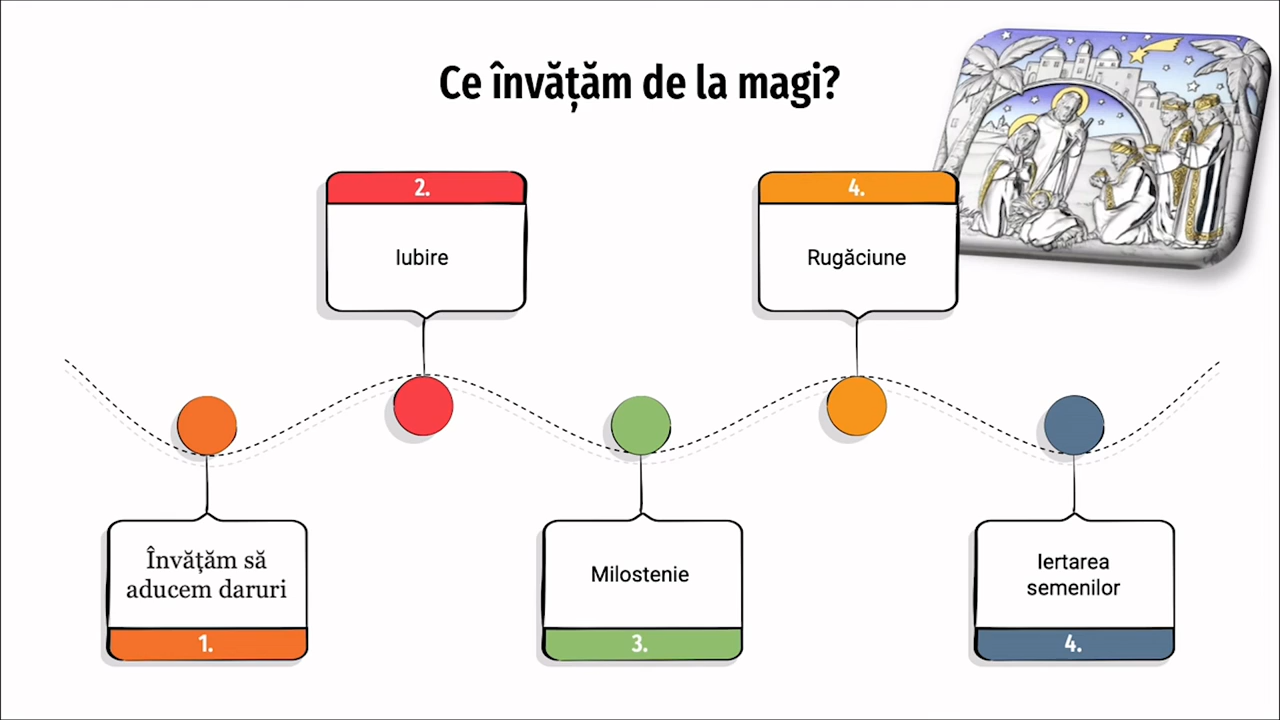 Ce învățăm de la magi?
1.
Învățăm să
aducem daruri
2.
Iubire
3.
Milostenie
4.
Rugăciune
4.
Iertarea
semenilor